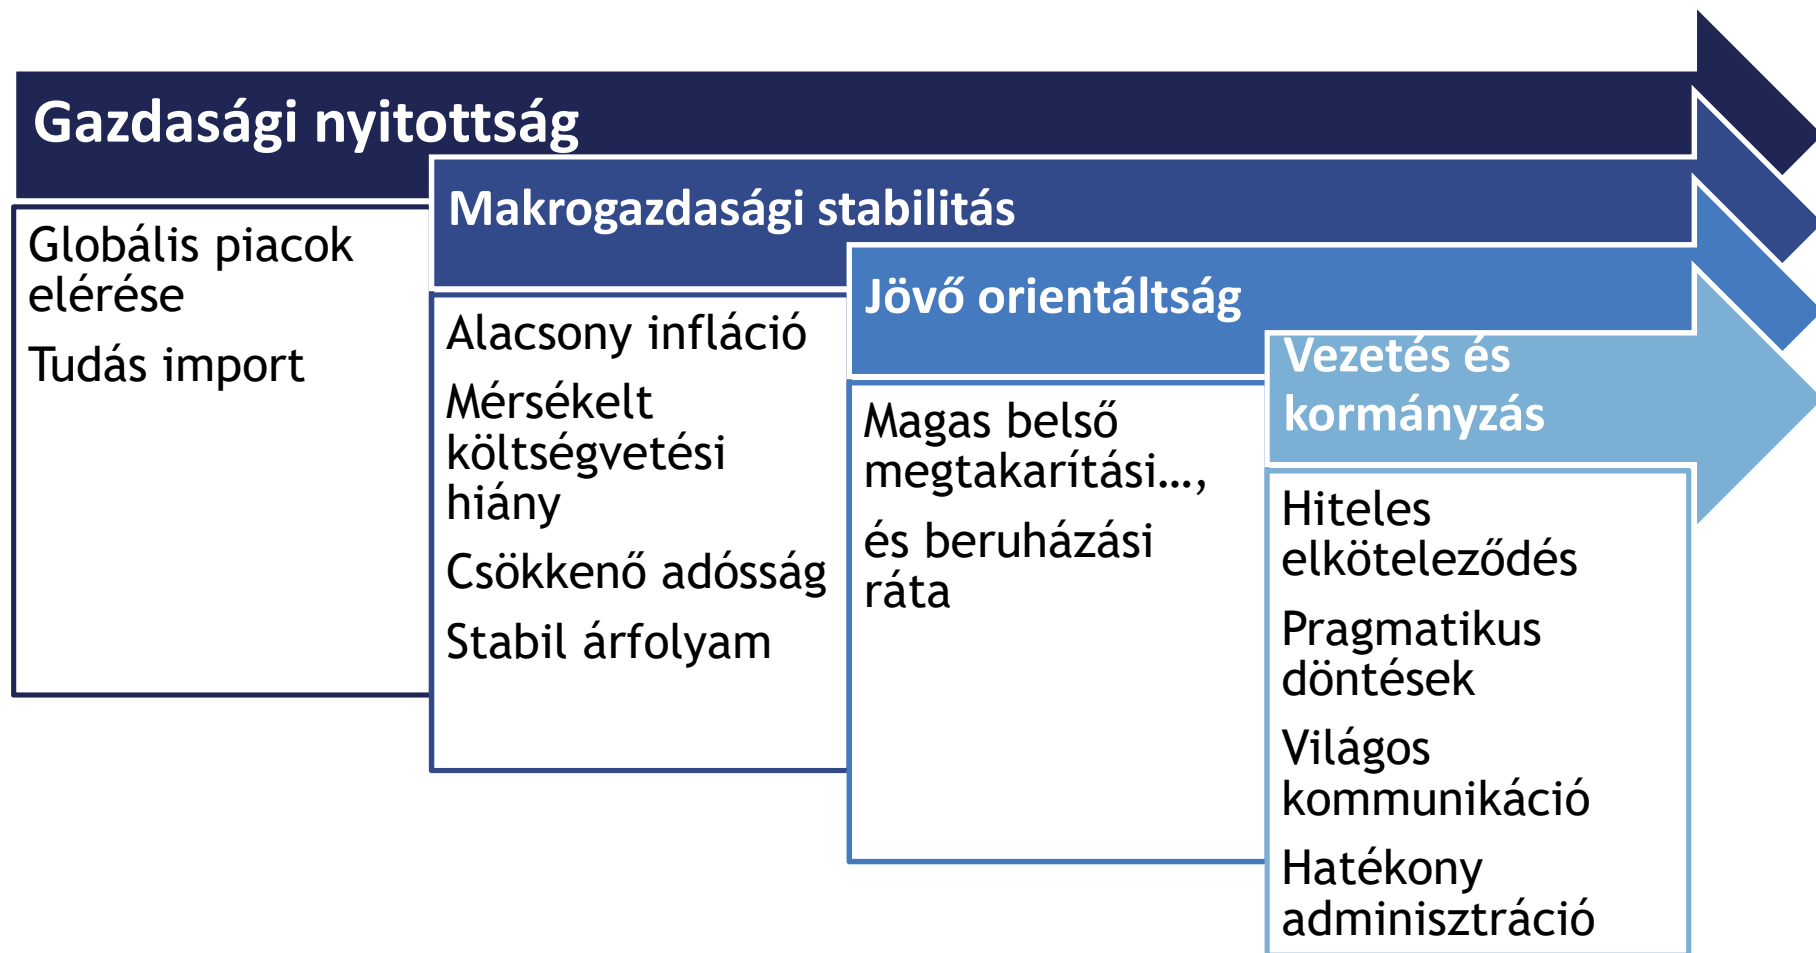 Gazdasági nyitottság
Globális piacok
elérése
Tudás import
Makrogazdasági stabilitás
Alacsony infláció
Mérsékelt
költségvetési
hiány
Csökkenő adósság
Stabil árfolyam
Jövő orientáltság
Magas belső
megtakarítási…,
és beruházási
ráta
Vezetés és
kormányzás
Hiteles
elköteleződés
Pragmatikus
döntések
Világos
kommunikáció
Hatékony
adminisztráció